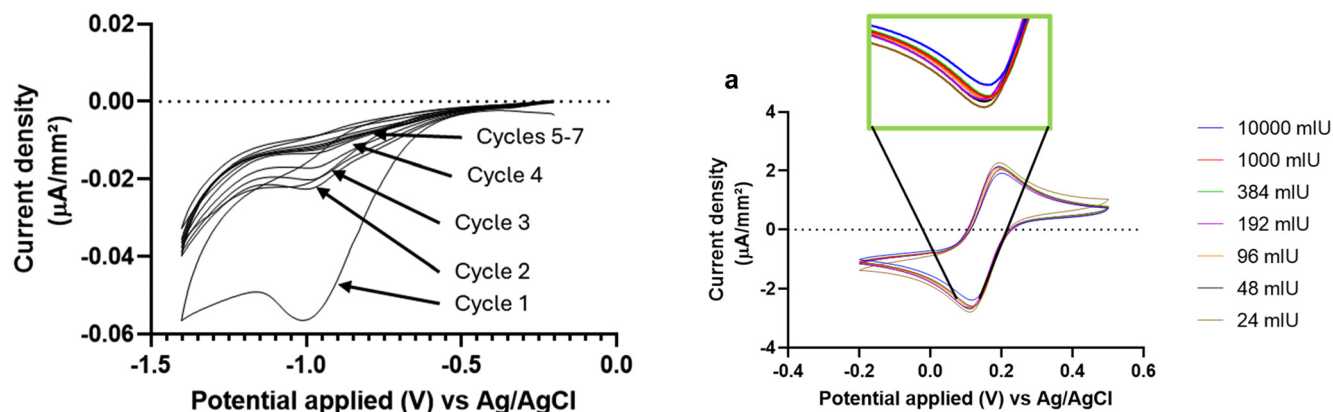 0.02
0.00
-0.02
-0.04
-0.06
Current density
(μA/mm²)
Cycles 5-7
Cycle 4
Cycle 3
Cycle 2
Cycle 1
-1.5
-1.0
-0.5
0.0
Potential applied (V) vs Ag/AgCl
a
4
2
0
-2
-4
Current density
(μA/mm²)
-0.4
-0.2
0.0
0.2
0.4
0.6
Potential applied (V) vs Ag/AgCl
10000 mIU
1000 mIU
384 mIU
192 mIU
96 mIU
48 mIU
24 mIU